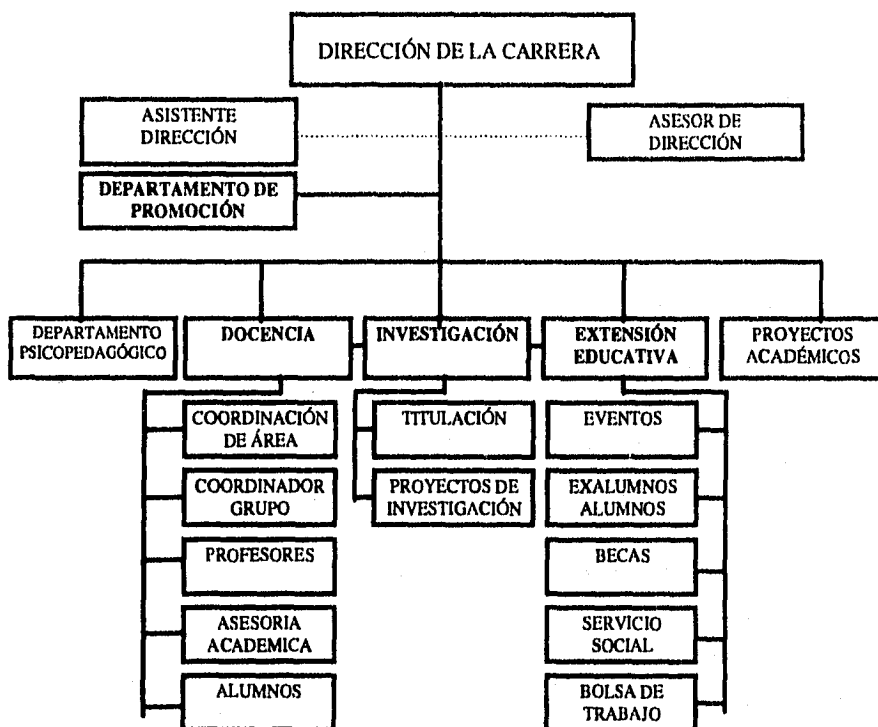 DIRECCIÓN DE LA CARRERA
ASISTENTE
DIRECCIÓN
ASESOR DE
DIRECCIÓN
DEPARTAMENTO DE
PROMOCIÓN
DEPARTAMENTO
PSICOPEDAGÓGICO
DOCENCIA
INVESTIGACIÓN
EXTENSIÓN
EDUCATIVA
PROYECTOS
ACADÉMICOS
COORDINACIÓN
DE ÁREA
COORDINADOR
GRUPO
PROFESORES
ASESORIA
ACADEMICA
ALUMNOS
TITULACIÓN
PROYECTOS DE
INVESTIGACIÓN
EVENTOS
EXALUMNOS
ALUMNOS
BECAS
SERVICIO
SOCIAL
BOLSA DE
TRABAJO